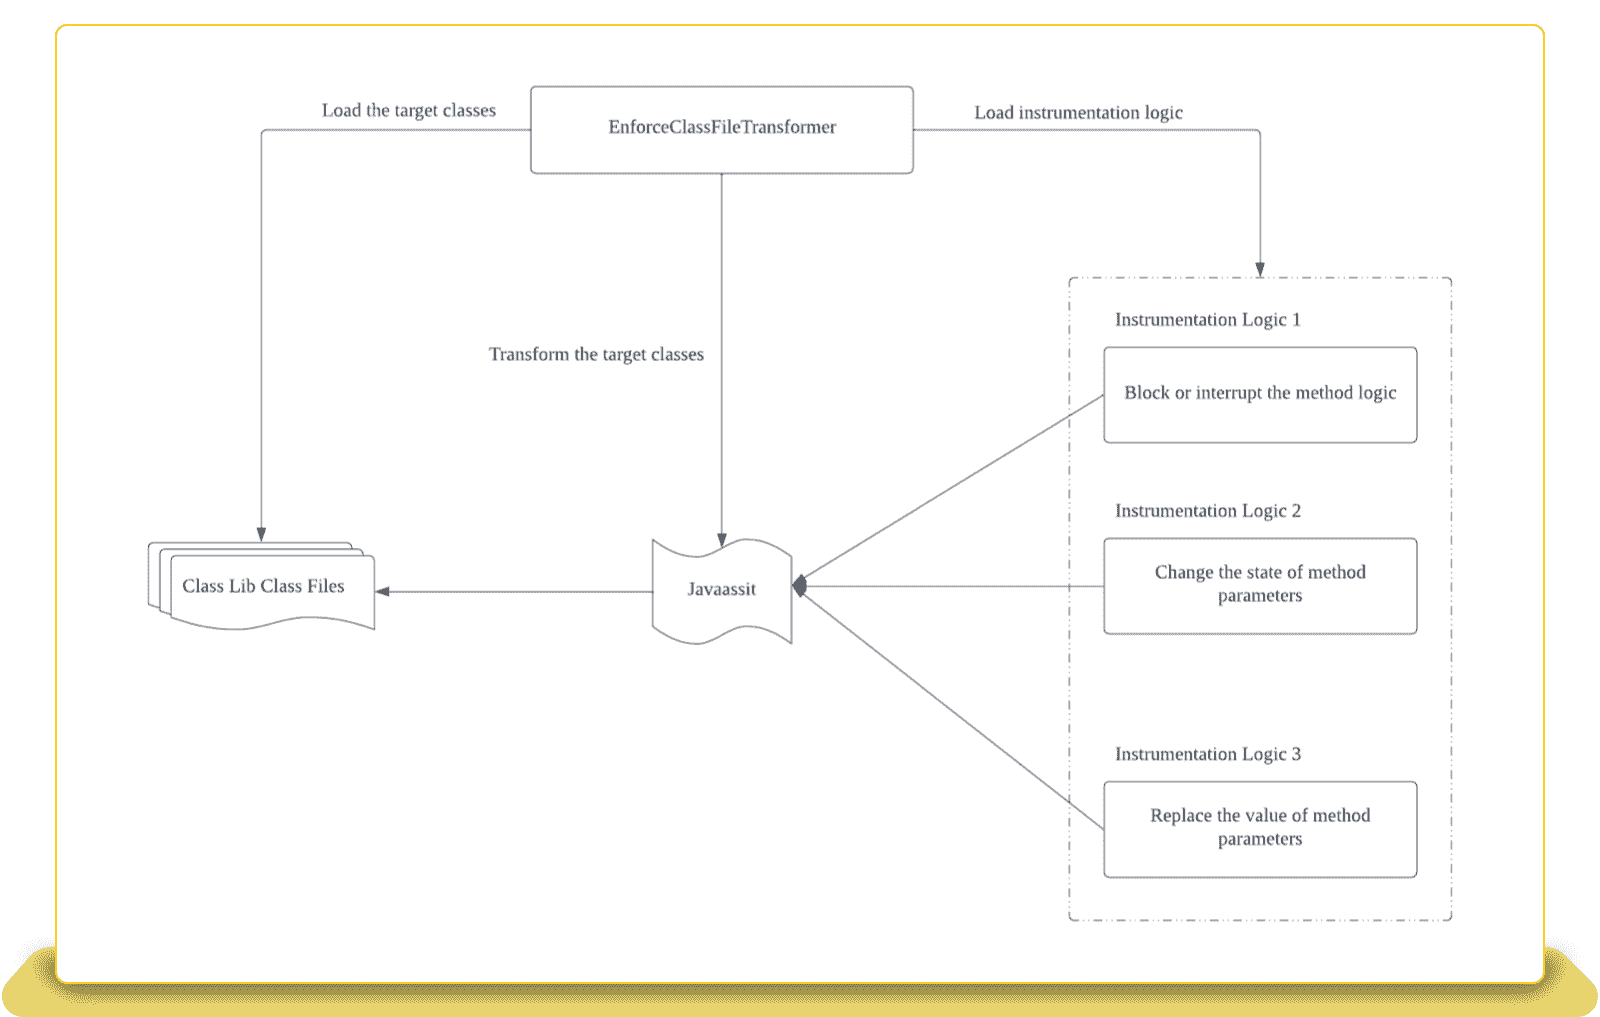 Load the target classes
EnforceClassFileTransformer
Load instrumentation logic
Instrumentation Logic 1
Transform the target classes
Block or interrupt the method logic
Instrumentation Logic 2
Class Lib Class Files
Javaassit
Change the state of method
parameters
Instrumentation Logic 3
Replace the value of method
parameters